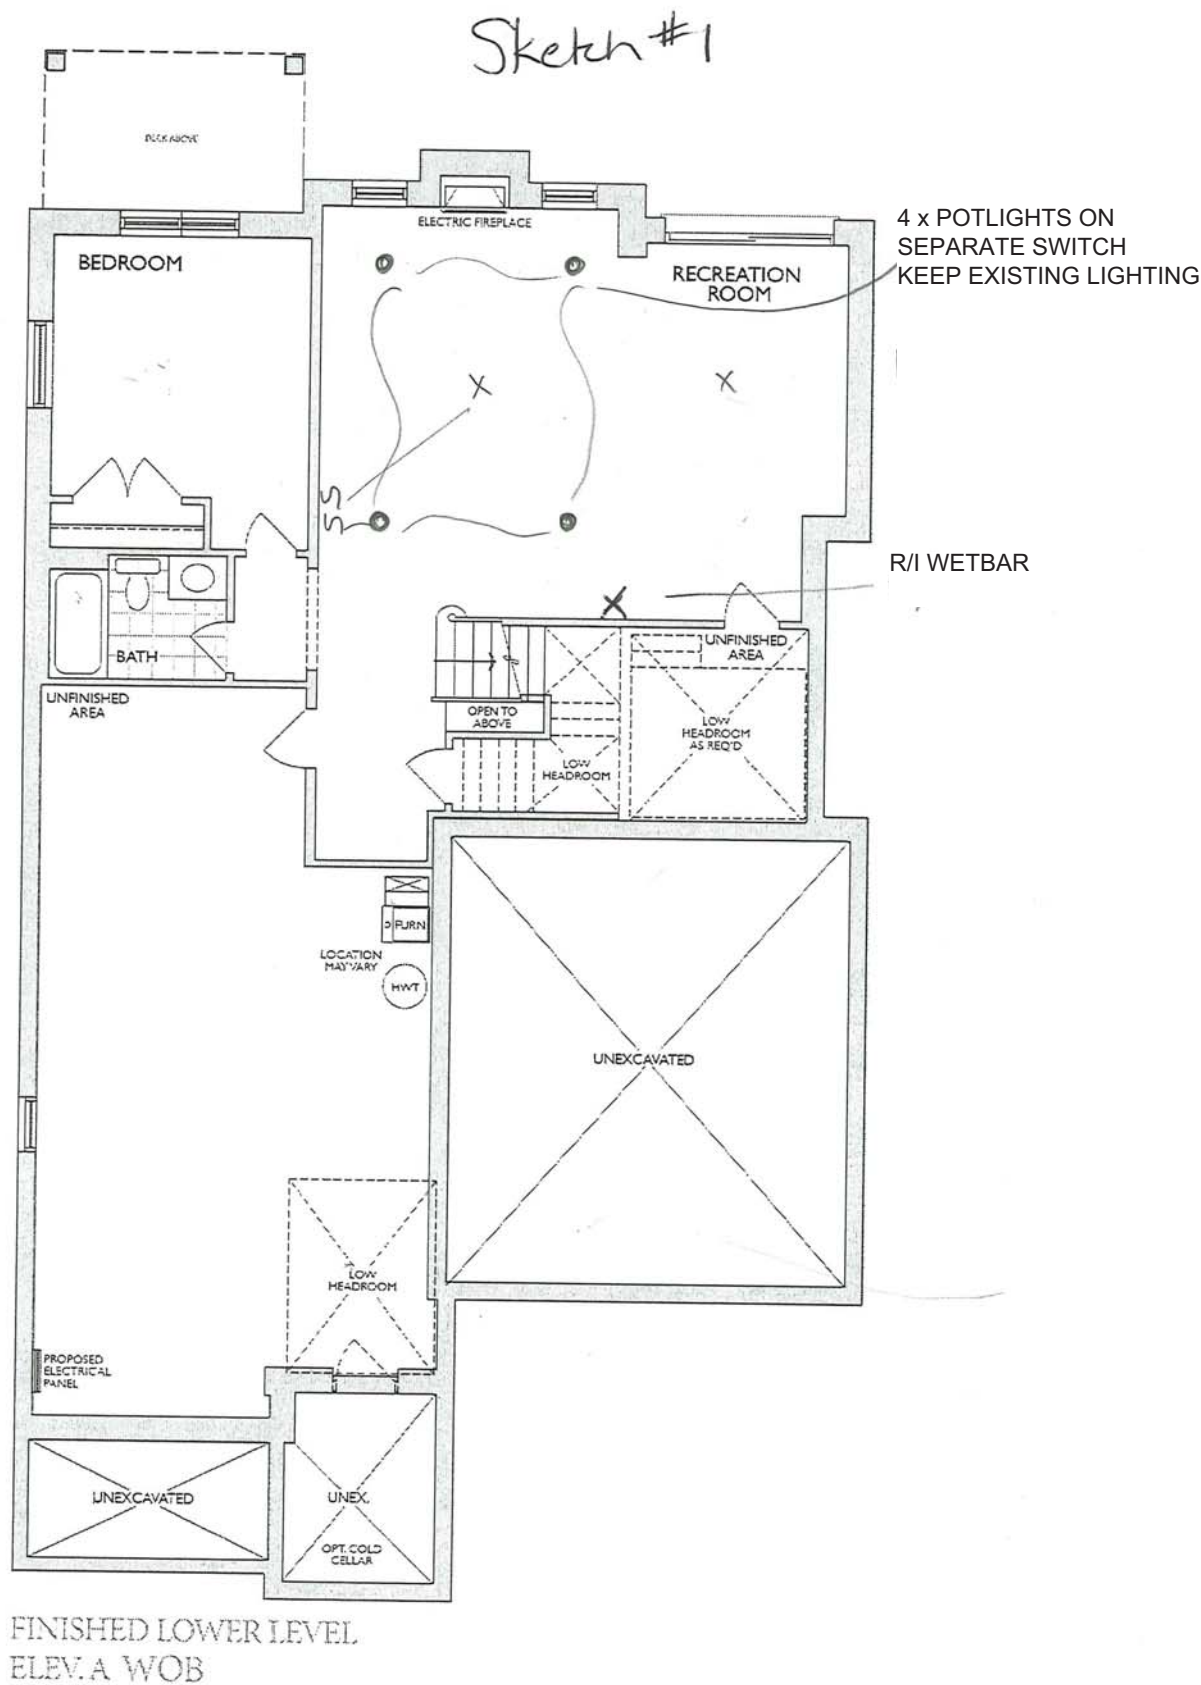 Sketch #1
DECK ABOVE
ELECTRIC FIREPLACE
4 x POTLIGHTS ON
SEPARATE SWITCH
KEEP EXISTING LIGHTING
BEDROOM
RECREATION
ROOM
X
X
S
S
R/I WETBAR
X
BATH
UNFINISHED
AREA
UNFINISHED
AREA
OPEN TO
ABOVE
LOW
HEADROOM
AS REQ'D
LOW
HEADROOM
FURN
LOCATION
MAY VARY
HWT
UNEXCAVATED
LOW
HEADROOM
PROPOSED
ELECTRICAL
PANEL
UNEXCAVATED
UNEX.
OPT. COLD
CELLAR
FINISHED LOWER LEVEL
ELEV. A WOB